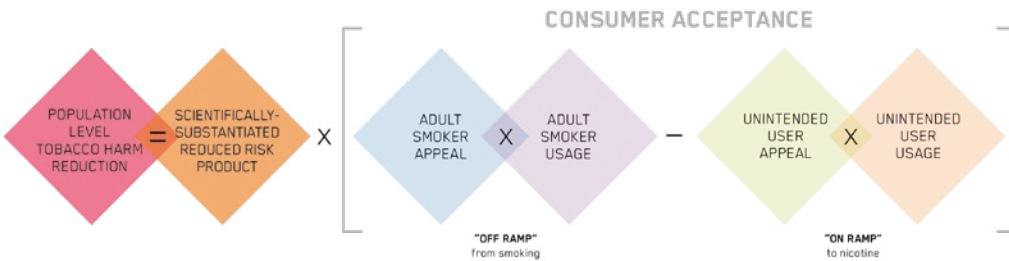 CONSUMER ACCEPTANCE
POPULATION
LEVEL
TOBACCO HARM
REDUCTION
=
SCIENTIFICALLY-
SUBSTANTIATED
REDUCED RISK
PRODUCT
X
ADULT
SMOKER
APPEAL
X
ADULT
SMOKER
USAGE
—
UNINTENDED
USER
APPEAL
X
UNINTENDED
USER
USAGE
"OFF RAMP"
from smoking
"ON RAMP"
to nicotine